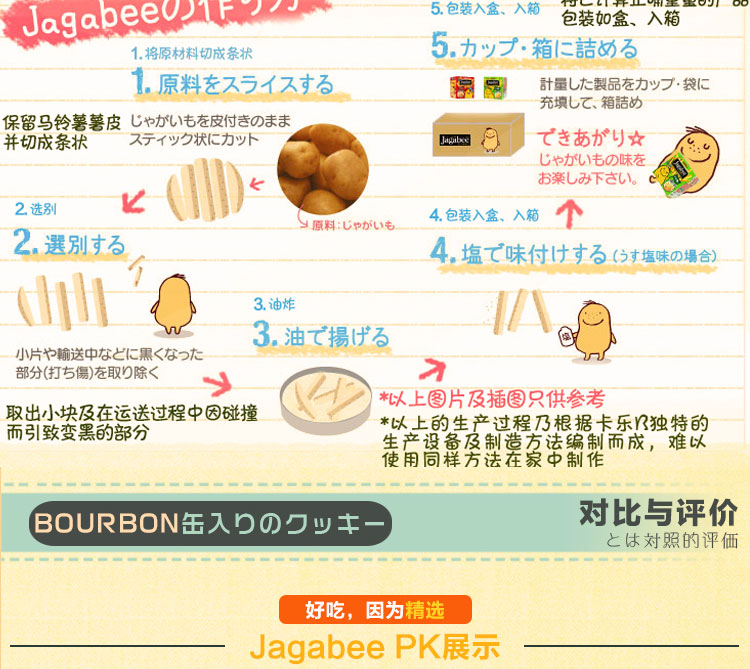 Jagabeeの作り方
1.将原材料切成条状
1.原料をスライスする
保留马铃薯薯皮
并切成条状
じゃがいもを皮付きのまま
スティック状にカット
原料:じゃがいも
2.选别
2.選別する
小片や輸送中などに黒くなった
部分(打ち傷)を取り除く
取出小块及在运送过程中因碰撞
而引致变黑的部分
3.油炸
3.油で揚げる
4.包装入盒、入箱
4.塩で味付けする(うす塩味の場合)
塩
5.包装入盒、入箱
包装如盒、入箱
5.カップ・箱に詰める
計量した製品をカップ・袋に
充填して、箱詰め
Jagabee
できあがり☆
じゃがいもの味を
お楽しみ下さい。
*以上图片及插图只供参考
*以上的生产过程乃根据卡乐B独特的
生产设备及制造方法编制而成，难以
使用同样方法在家中制作
BOURBON缶入りのクッキー
对比与评价
とは対照的评価
好吃，因为精选
Jagabee PK展示